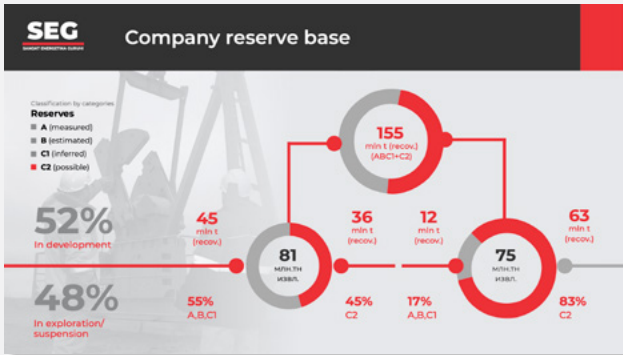 SEG
SANOAT ENERGETIKA GURUHI
Company reserve base
Classification by categories
Reserves
A (measured)
B (estimated)
C1 (inferred)
C2 (possible)
155
mln t (recov.)
(ABC1+C2)
52%
In development
45
mln t
(recov.)
36
mln t
(recov.)
12
mln t
(recov.)
63
mln t
(recov.)
81
МЛН.ТН
ИЗВЛ.
75
МЛН.ТН
ИЗВЛ.
48%
In exploration/
suspension
55%
A,B,C1
45%
C2
17%
A,B,C1
83%
C2